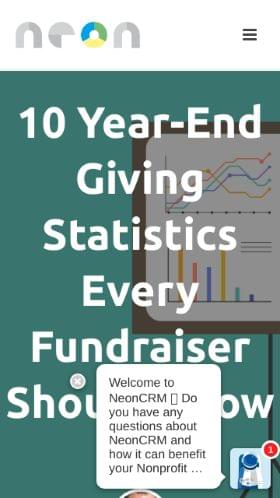 neon
10 Year-End
Giving
Statistics
Every
Fundraiser
Welcome to
NeonCRM ▯ Do
you have any
questions about
NeonCRM and
how it can benefit
your Nonprofit ...
1